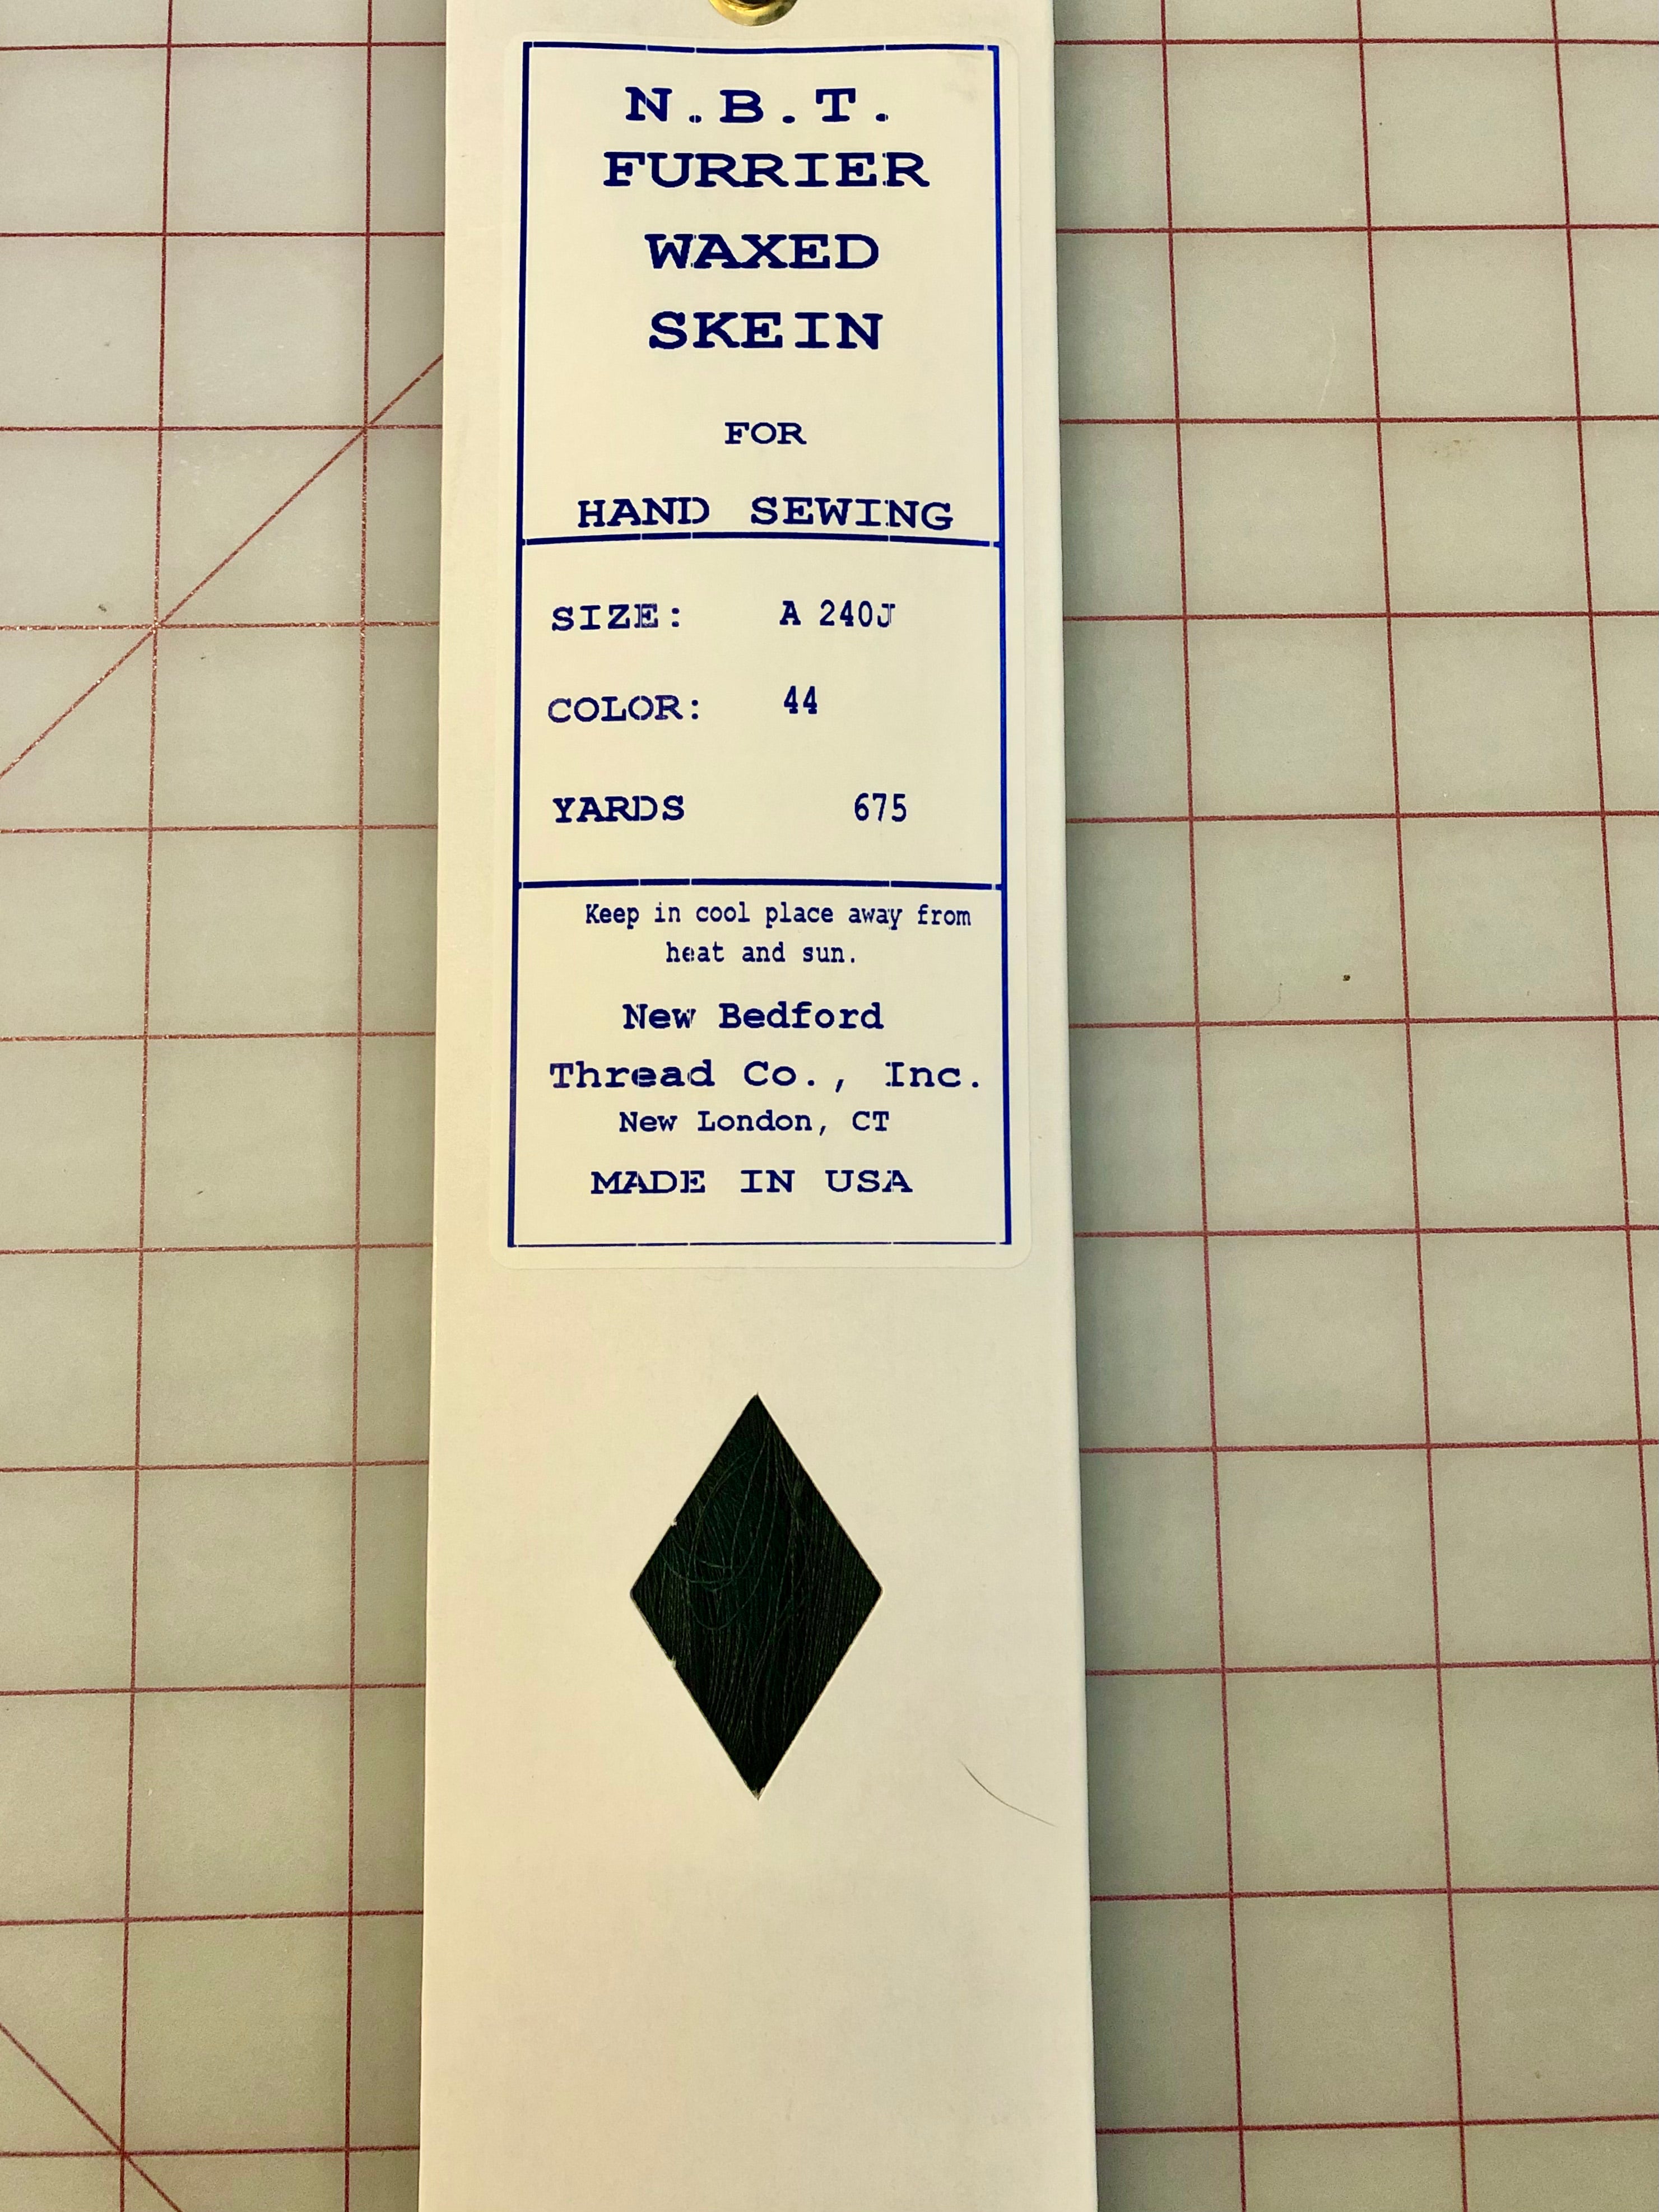 N.B.T.
FURRIER
WAXED
SKEIN
FOR
HAND SEWING
SIZE: A 240J
COLOR: 44
YARDS 675
Keep in cool place away from
heat and sun.
New Bedford
Thread Co., Inc.
New London, CT
MADE IN USA